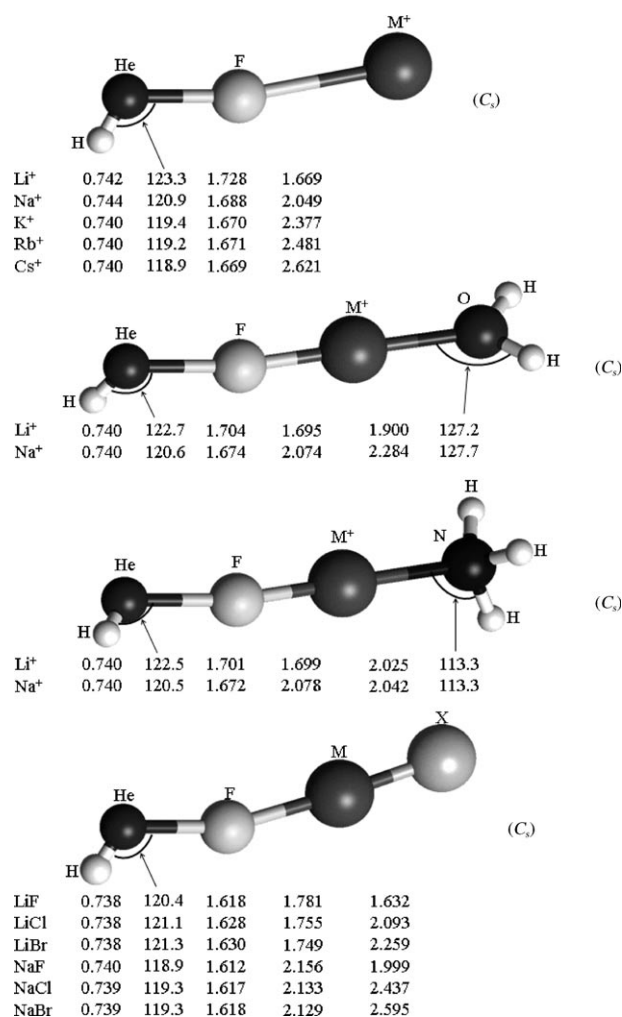 M⁺
He F
(Cs)
H
Li⁺ 0.742 123.3 1.728 1.669
Na⁺ 0.744 120.9 1.688 2.049
K⁺ 0.740 119.4 1.670 2.377
Rb⁺ 0.740 119.2 1.671 2.481
Cs⁺ 0.740 118.9 1.669 2.621
O H
He F M⁺
H
H
(Cs)
Li⁺ 0.740 122.7 1.704 1.695 1.900 127.2
Na⁺ 0.740 120.6 1.674 2.074 2.284 127.7
H
N
He F M⁺
H
(Cs)
H
H
Li⁺ 0.740 122.5 1.701 1.699 2.025 113.3
Na⁺ 0.740 120.5 1.672 2.078 2.042 113.3
X
M
He F
(Cs)
H
LiF 0.738 120.4 1.618 1.781 1.632
LiCl 0.738 121.1 1.628 1.755 2.093
LiBr 0.738 121.3 1.630 1.749 2.259
NaF 0.740 118.9 1.612 2.156 1.999
NaCl 0.739 119.3 1.617 2.133 2.437
NaBr 0.739 119.3 1.618 2.129 2.595